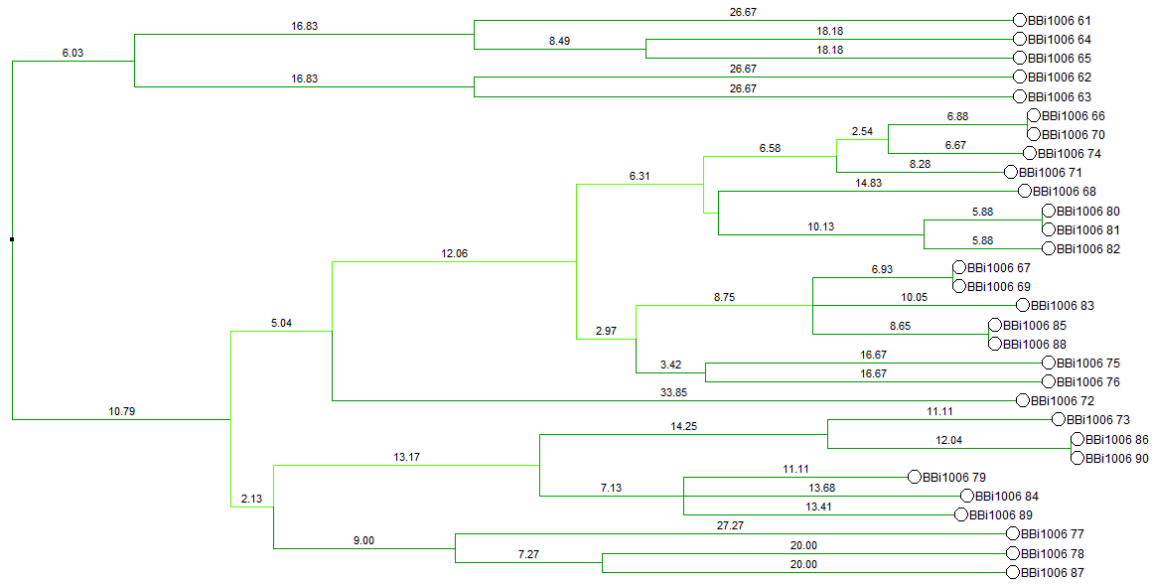 26.67
BBi1006 61
16.83
18.18
BBi1006 64
8.49
6.03
18.18
BBi1006 65
26.67
BBi1006 62
16.83
26.67
BBi1006 63
6.88
BBi1006 66
2.54
BBi1006 70
6.67
BBi1006 74
6.58
8.28
BBi1006 71
6.31
14.83
BBi1006 68
5.88
BBi1006 80
10.13
BBi1006 81
5.88
BBi1006 82
12.06
6.93
BBi1006 67
BBi1006 69
8.75
10.05
BBi1006 83
5.04
8.65
BBi1006 85
2.97
BBi1006 88
16.67
BBi1006 75
3.42
16.67
BBi1006 76
33.85
BBi1006 72
10.79
11.11
BBi1006 73
14.25
12.04
BBi1006 86
13.17
BBi1006 90
11.11
BBi1006 79
7.13
13.68
BBi1006 84
2.13
13.41
BBi1006 89
27.27
BBi1006 77
9.00
20.00
BBi1006 78
7.27
20.00
BBi1006 87